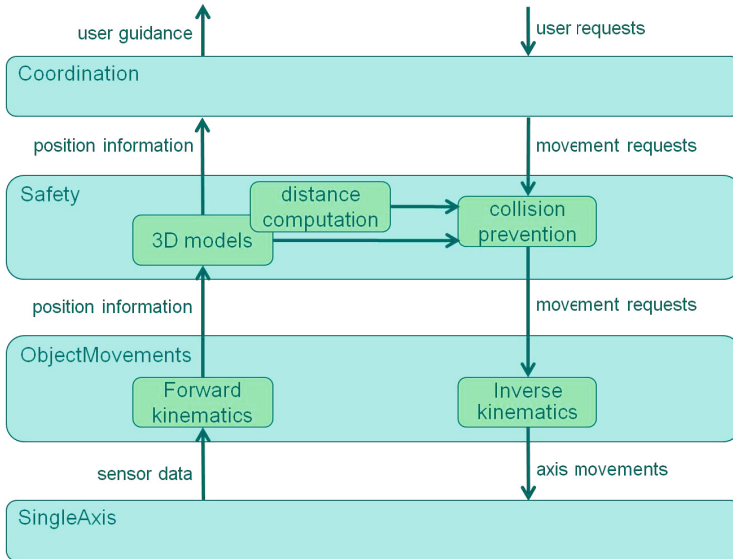 user guidance
user requests
Coordination
position information
movement requests
Safety
distance
computation
collision
prevention
3D models
position information
movement requests
ObjectMovements
Forward
kinematics
Inverse
kinematics
sensor data
axis movements
SingleAxis